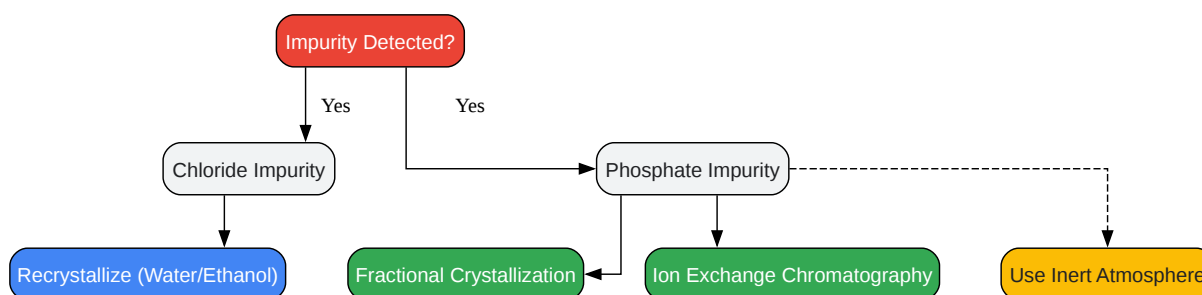 Impurity Detected?
Yes
Yes
Chloride Impurity
Phosphate Impurity
Recrystallize (Water/Ethanol)
Fractional Crystallization
Ion Exchange Chromatography
Use Inert Atmosphere